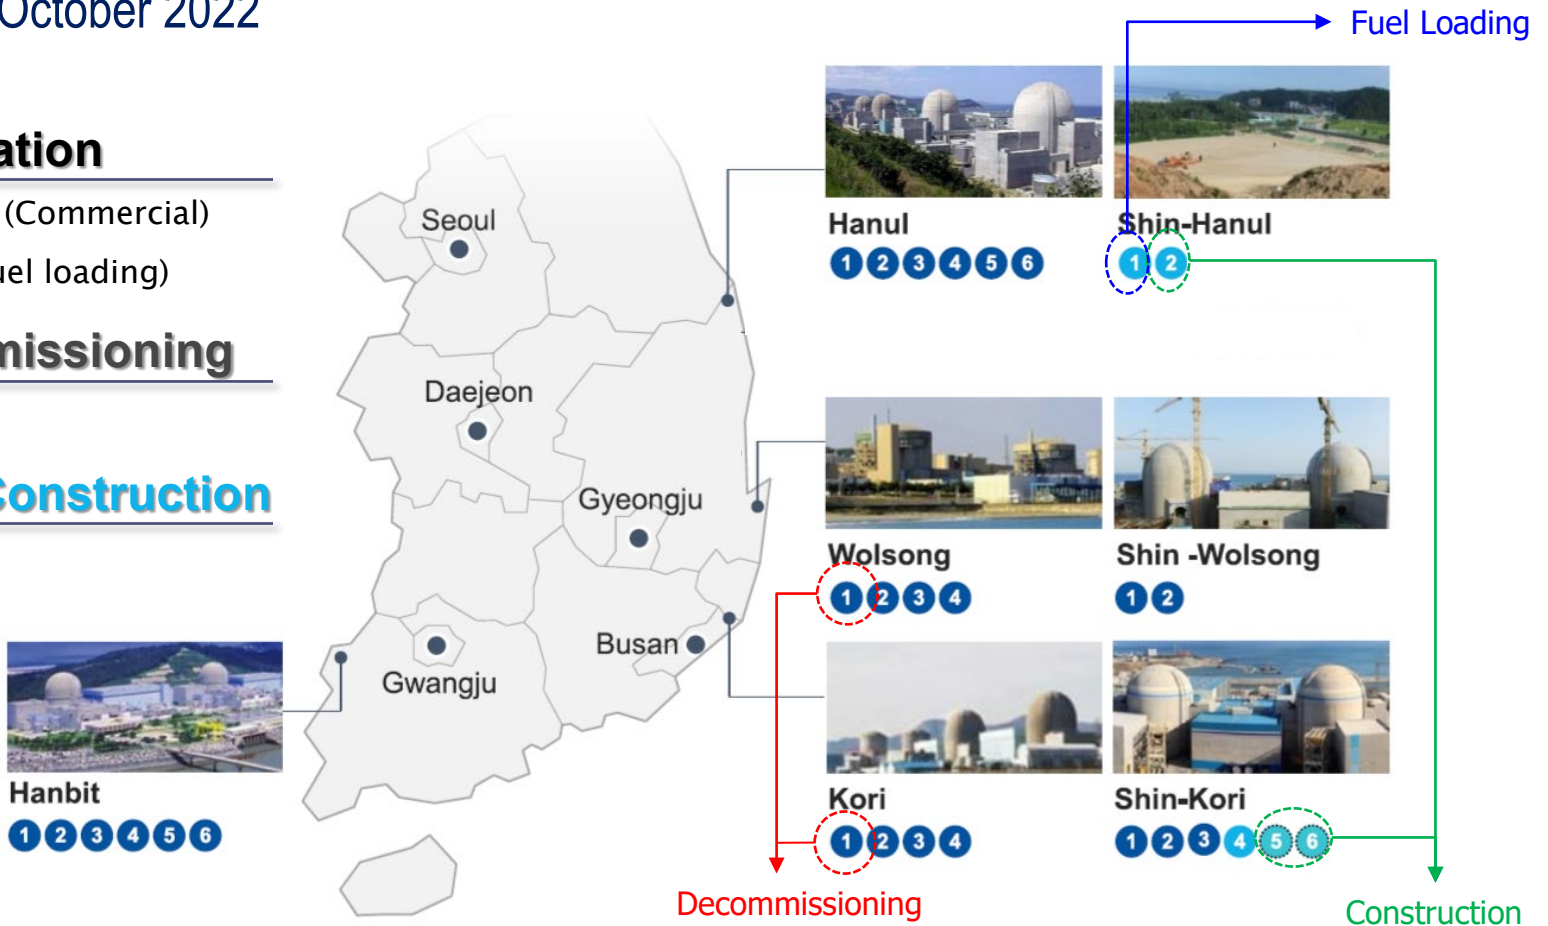 October 2022
Fuel Loading
ation
(Commercial)
uel loading)
missioning
Construction
Seoul
Daejeon
Gyeongju
Busan
Gwangju
Hanul
1 2 3 4 5 6
Shin-Hanul
1 2
Wolsong
1 2 3 4
Shin -Wolsong
1 2
Hanbit
1 2 3 4 5 6
Kori
1 2 3 4
Shin-Kori
1 2 3 4 5 6
Decommissioning
Construction